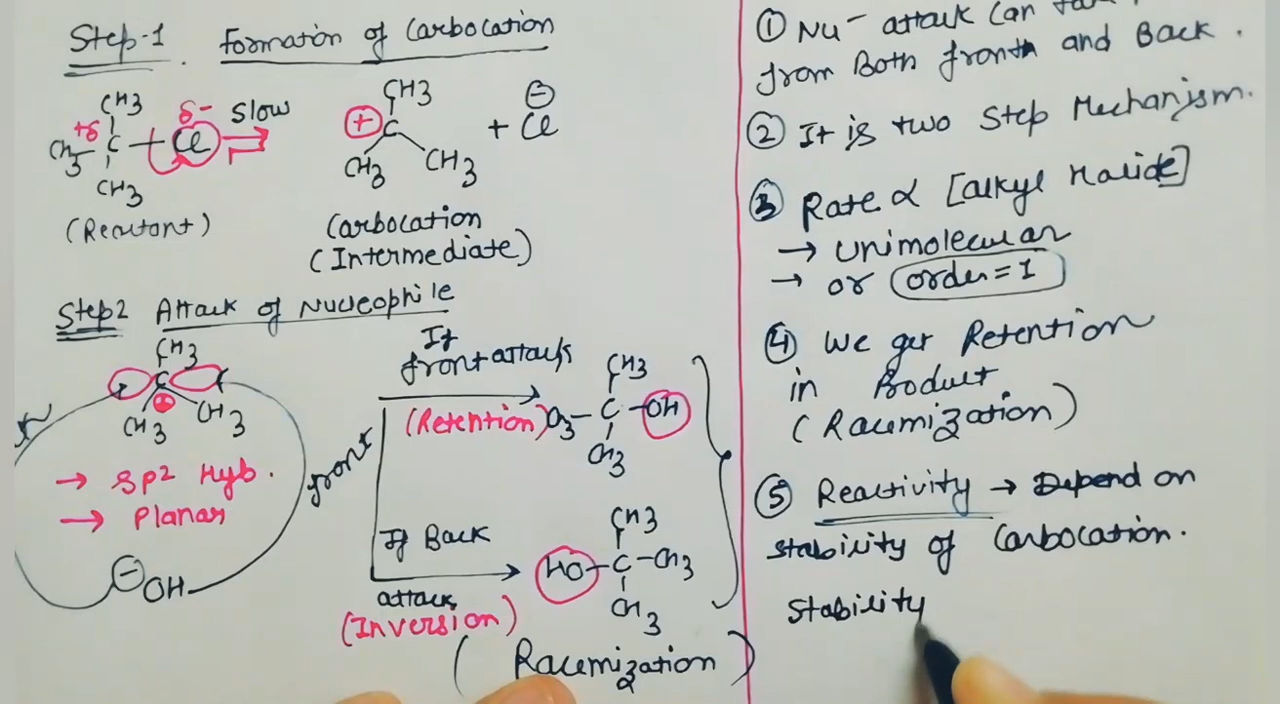 Step-1. Formation of Carbocation
CH3
+δ
δ-
CH3 - C - Cl
Slow
CH3
(Reactant)
CH3
+ C
CH3 CH3
+ Cl
-
Carbocation
(Intermediate)
Step2 Attack of Nucleophile
CH3
C
CH3 CH3
→ SP2 Hyb.
→ Planar
-OH
front
If
front attack
(Retention)
CH3
C - OH
CH3
If Back
attack
(Inversion)
CH3
HO - C - CH3
CH3
(Racemization)
① Nu- attack Can
from Both front and Back.
② It is two Step Mechanism.
③ Rate ∝ [alkyl Halide]
→ unimolecular
→ or order = 1
④ We get Retention
in Product
(Racemization)
⑤ Reactivity → Depend on
stability of Carbocation.
Stability